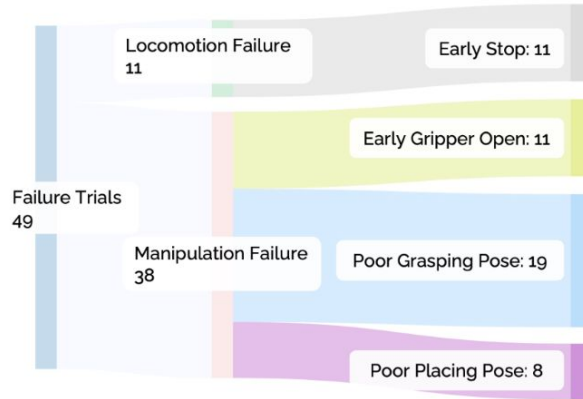 Locomotion Failure
11
Early Stop: 11
Early Gripper Open: 11
Failure Trials
49
Manipulation Failure
38
Poor Grasping Pose: 19
Poor Placing Pose: 8